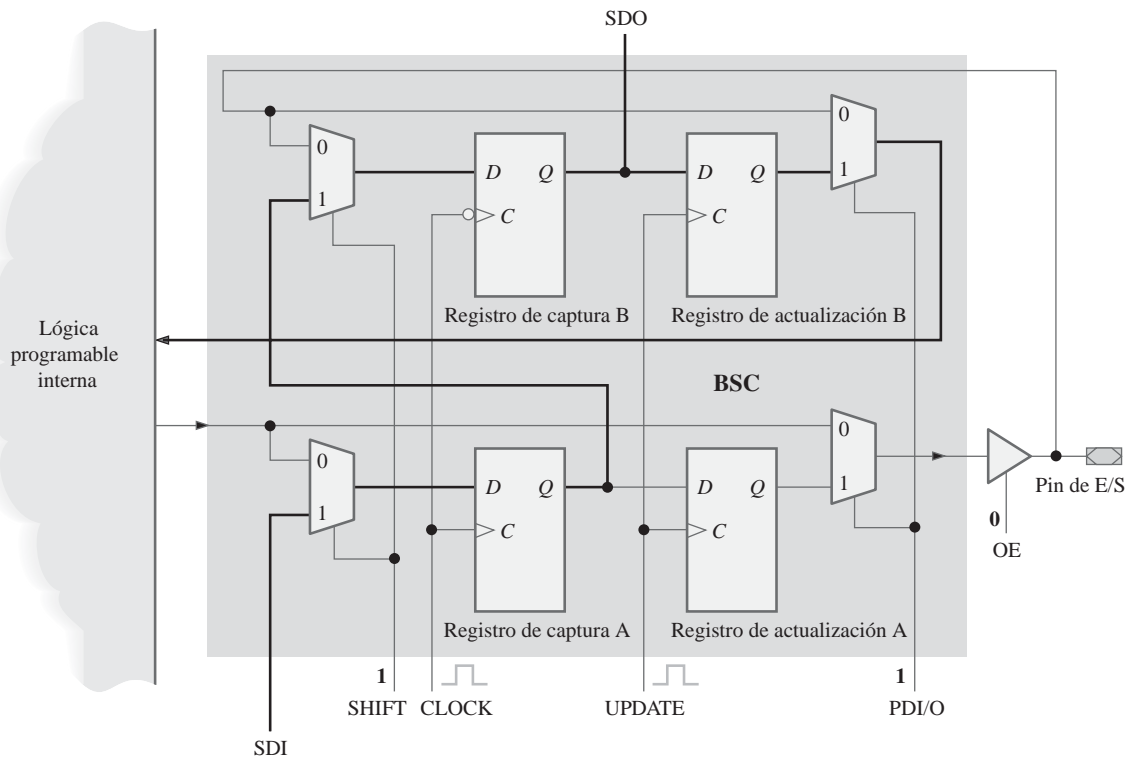 SDO
0
1
D
Q
C
D
Q
C
0
1
Registro de captura B
Registro de actualización B
Lógica
programable
interna
BSC
0
1
D
Q
C
D
Q
C
0
1
Pin de E/S
0
OE
Registro de captura A
Registro de actualización A
1
1
SHIFT
CLOCK
UPDATE
PDI/O
SDI